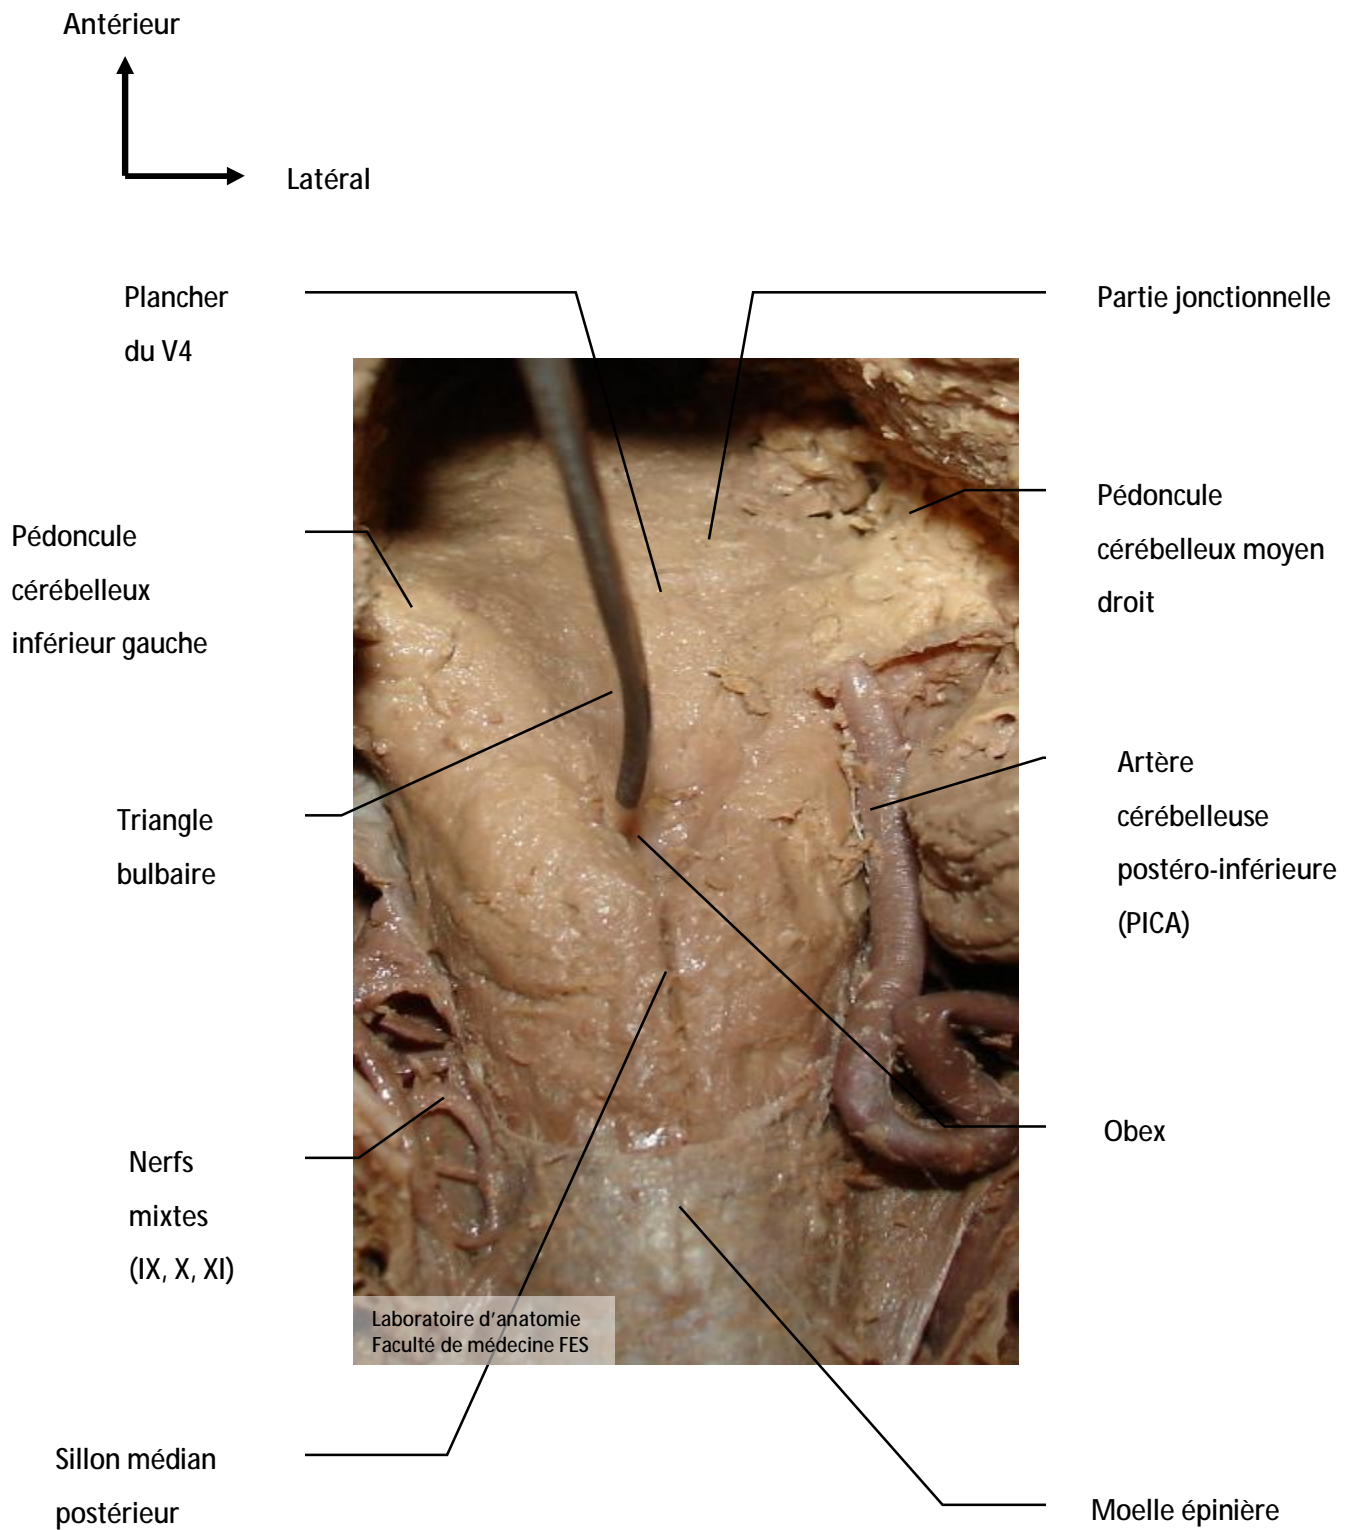 Antérieur
Latéral
Plancher
du V4
Partie jonctionnelle
Pédoncule
cérébelleux moyen
droit
Pédoncule
cérébelleux
inférieur gauche
Artère
cérébelleuse
postéro-inférieure
(PICA)
Triangle
bulbaire
Obex
Nerfs
mixtes
(IX, X, XI)
Laboratoire d'anatomie
Faculté de médecine FES
Sillon médian
postérieur
Moelle épinière